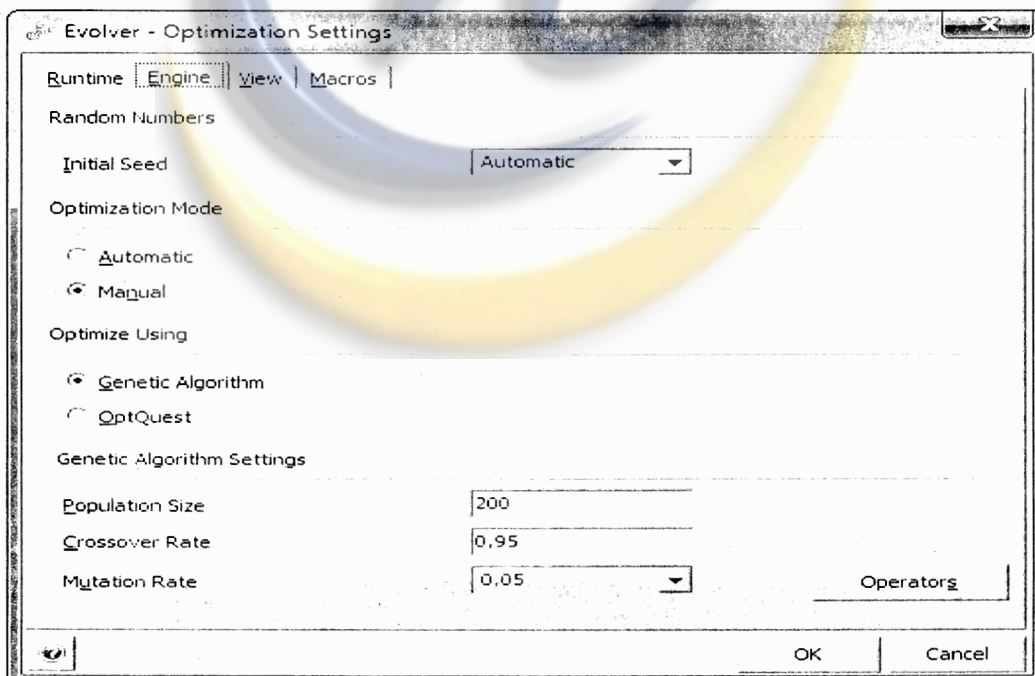 Evolver - Optimization Settings
Runtime Engine View Macros
Random Numbers
Initial Seed Automatic
Optimization Mode
Automatic
Manual
Optimize Using
Genetic Algorithm
OptQuest
Genetic Algorithm Settings
Population Size 200
Crossover Rate 0,95
Mutation Rate 0,05 Operators
OK Cancel